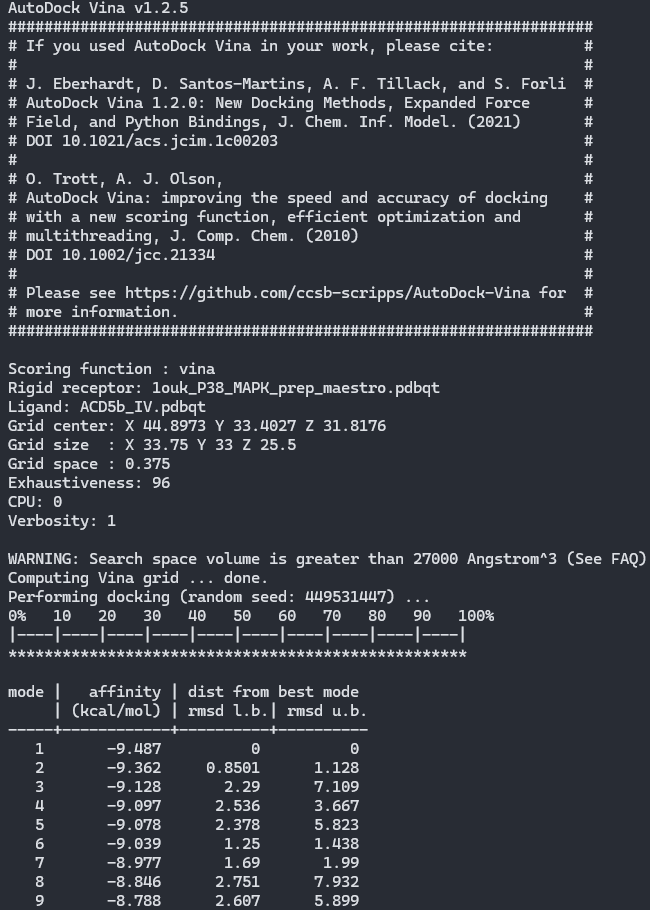 AutoDock Vina v1.2.5
#################################################################
# If you used AutoDock Vina in your work, please cite:          #
#                                                               #
# J. Eberhardt, D. Santos-Martins, A. F. Tillack, and S. Forli  #
# AutoDock Vina 1.2.0: New Docking Methods, Expanded Force      #
# Field, and Python Bindings, J. Chem. Inf. Model. (2021)       #
# DOI 10.1021/acs.jcim.1c00203                                  #
#                                                               #
# O. Trott, A. J. Olson,                                        #
# AutoDock Vina: improving the speed and accuracy of docking    #
# with a new scoring function, efficient optimization and       #
# multithreading, J. Comp. Chem. (2010)                         #
# DOI 10.1002/jcc.21334                                         #
#                                                               #
# Please see https://github.com/ccsb-scripps/AutoDock-Vina for  #
# more information.                                             #
#################################################################

Scoring function : vina
Rigid receptor: 1ouk_P38_MAPK_prep_maestro.pdbqt
Ligand: ACD5b_IV.pdbqt
Grid center: X 44.8973 Y 33.4027 Z 31.8176
Grid size  : X 33.75 Y 33 Z 25.5
Grid space : 0.375
Exhaustiveness: 96
CPU: 0
Verbosity: 1

WARNING: Search space volume is greater than 27000 Angstrom^3 (See FAQ)
Computing Vina grid ... done.
Performing docking (random seed: 449531447) ...
0%   10   20   30   40   50   60   70   80   90   100%
|----|----|----|----|----|----|----|----|----|----|
***************************************************

mode |   affinity | dist from best mode
     | (kcal/mol) | rmsd l.b.| rmsd u.b.
-----+------------+----------+----------
   1       -9.487          0          0
   2       -9.362     0.8501      1.128
   3       -9.128       2.29      7.109
   4       -9.097      2.536      3.667
   5       -9.078      2.378      5.823
   6       -9.039       1.25      1.438
   7       -8.977       1.69       1.99
   8       -8.846      2.751      7.932
   9       -8.788      2.607      5.899